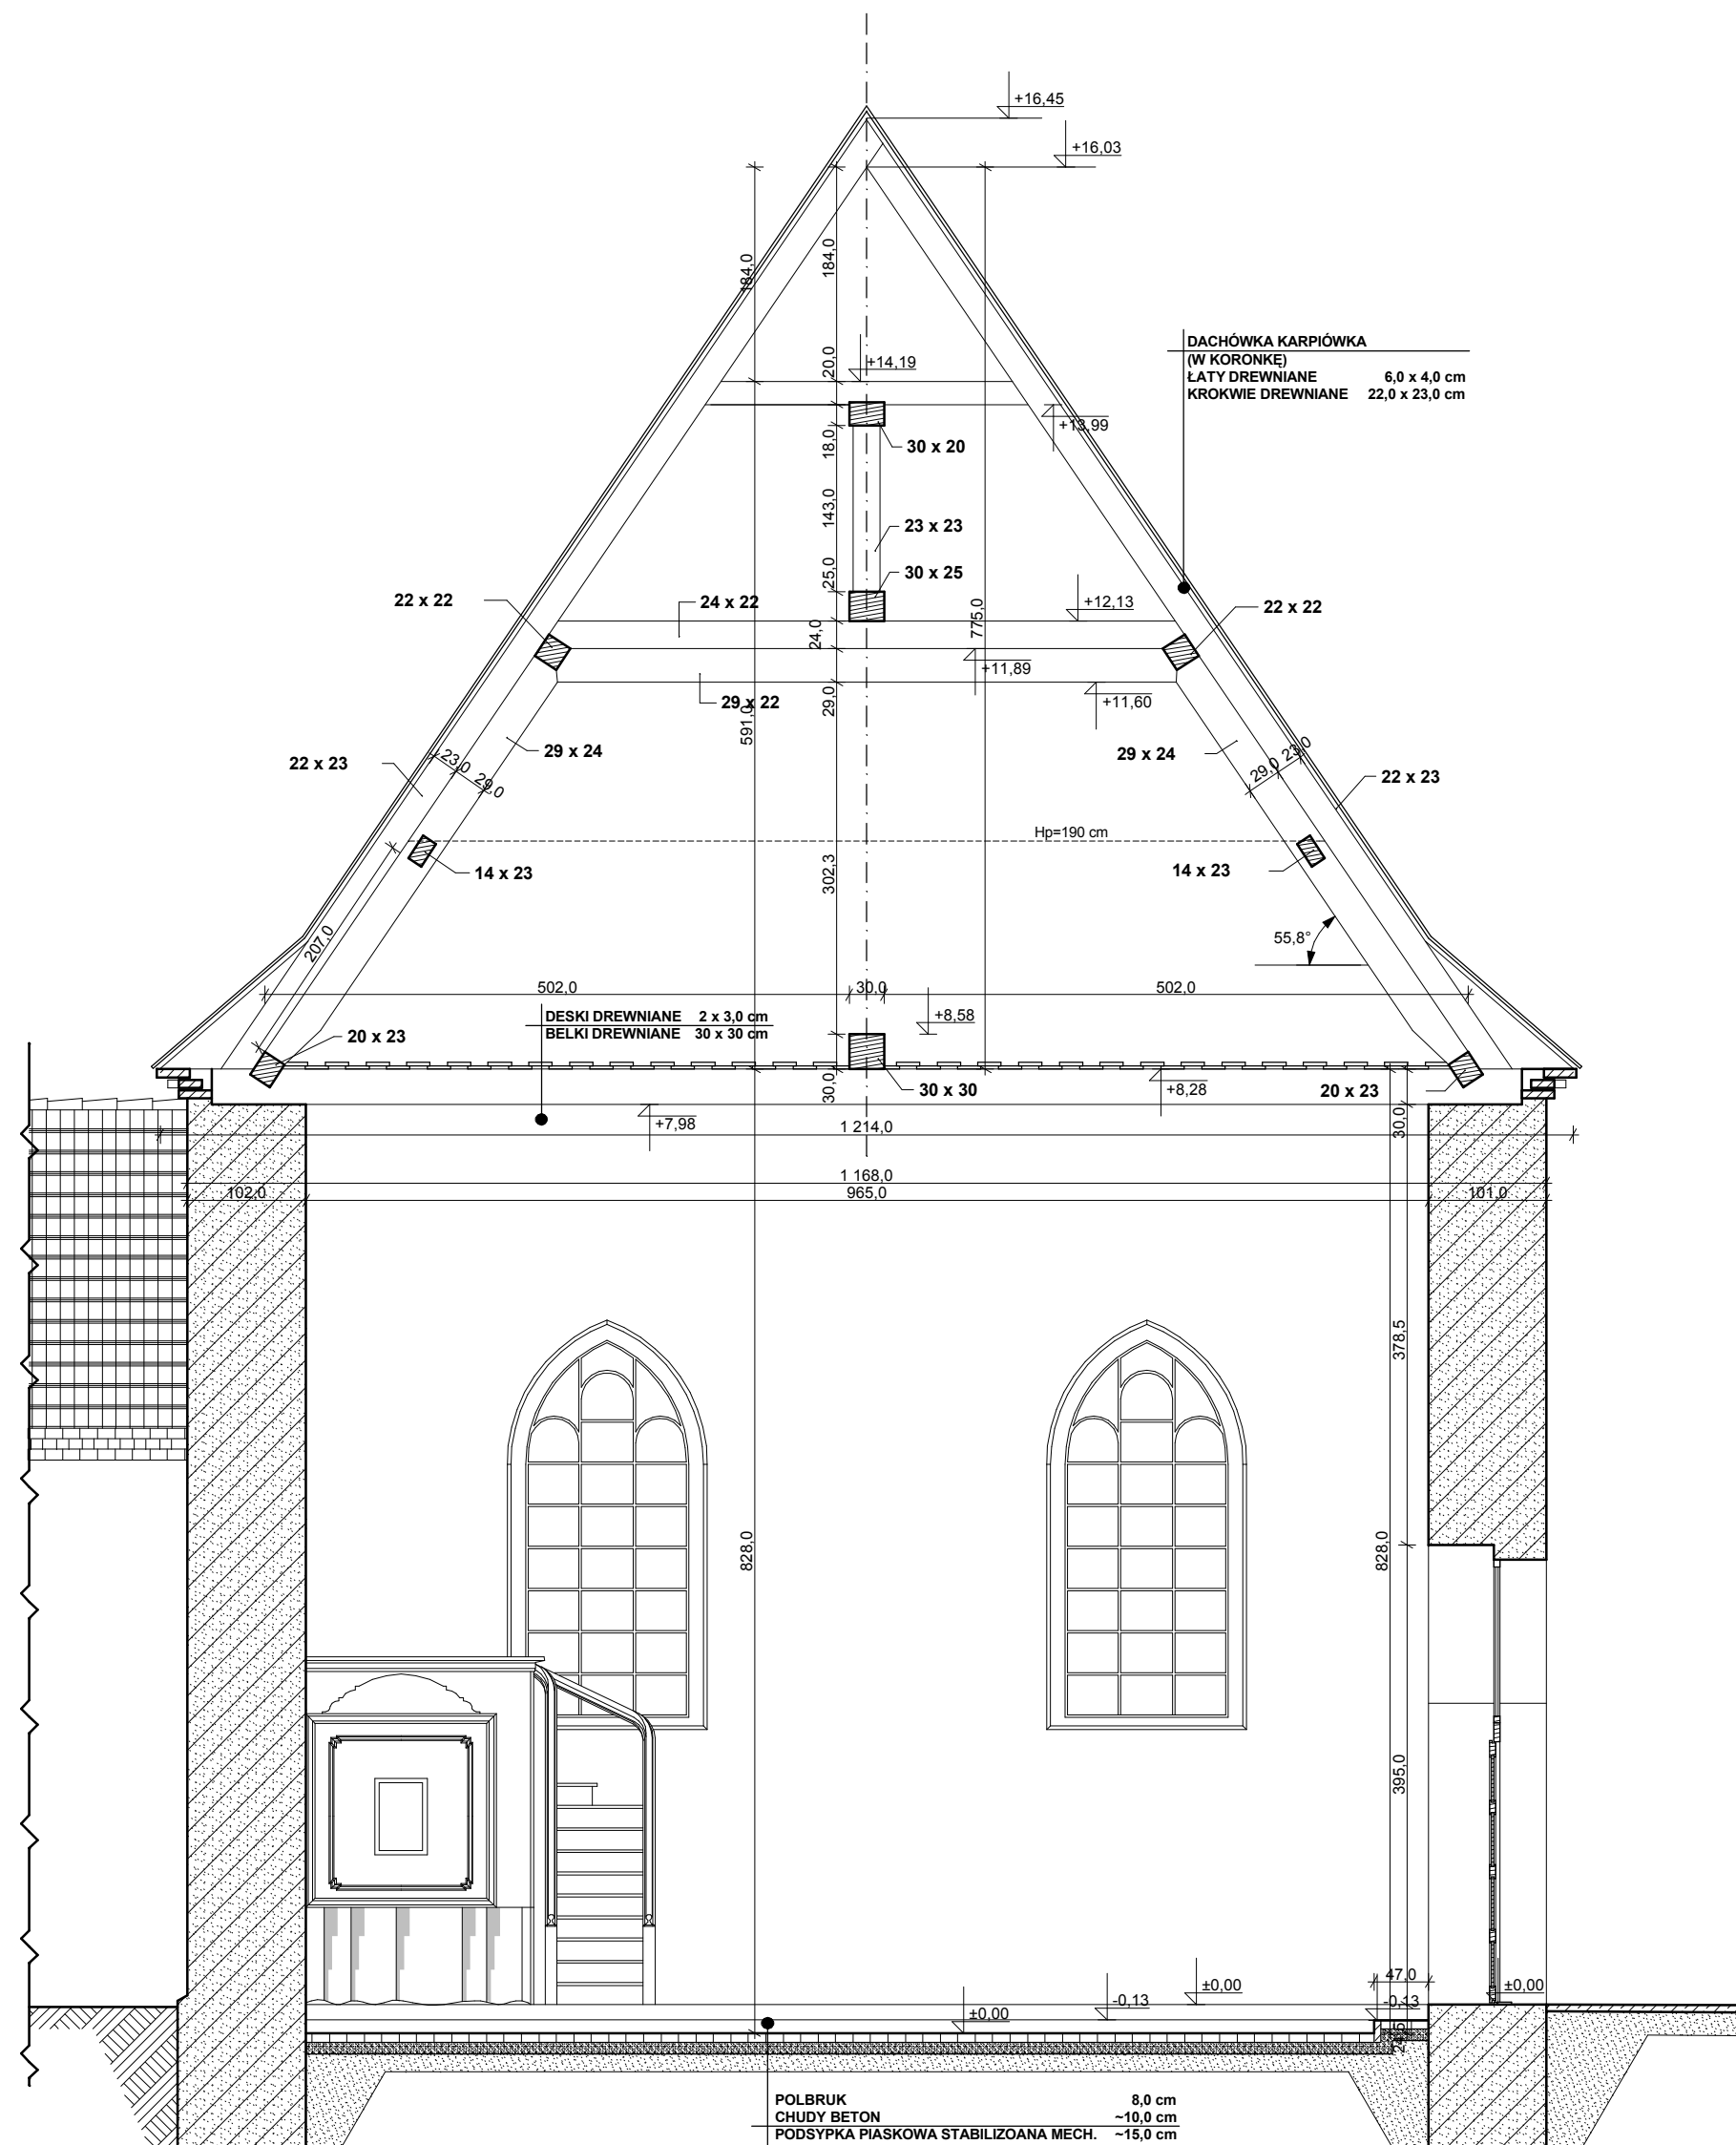 +16,45
+16,03
184,0
184,0
DACHÓWKA KARPIÓWKA
(W KORONKĘ)
ŁATY DREWNIANE 6,0 x 4,0 cm
KROKWIE DREWNIANE 22,0 x 23,0 cm
20,0
+14,19
+13,99
18,0
30 x 20
143,0
23 x 23
25,0
30 x 25
22 x 22
24 x 22
+12,13
22 x 22
24,0
775,0
+11,89
29 x 22
29,0
+11,60
591,0
29 x 24
29 x 24
22 x 23
23,0
29,0
29,0
23,0
22 x 23
Hp=190 cm
14 x 23
302,3
14 x 23
207,0
55,8°
502,0
30,0
502,0
DESKI DREWNIANE 2 x 3,0 cm
BELKI DREWNIANE 30 x 30 cm
+8,58
20 x 23
30,0
30 x 30
+8,28
20 x 23
+7,98
30,0
1 214,0
1 168,0
102,0
965,0
101,0
378,5
828,0
828,0
395,0
±0,00
47,0
±0,00
-0,13
-0,13
±0,00
POLBRUK 8,0 cm
CHUDY BETON ~10,0 cm
PODSYPKA PIASKOWA STABILIZOANA MECH. ~15,0 cm